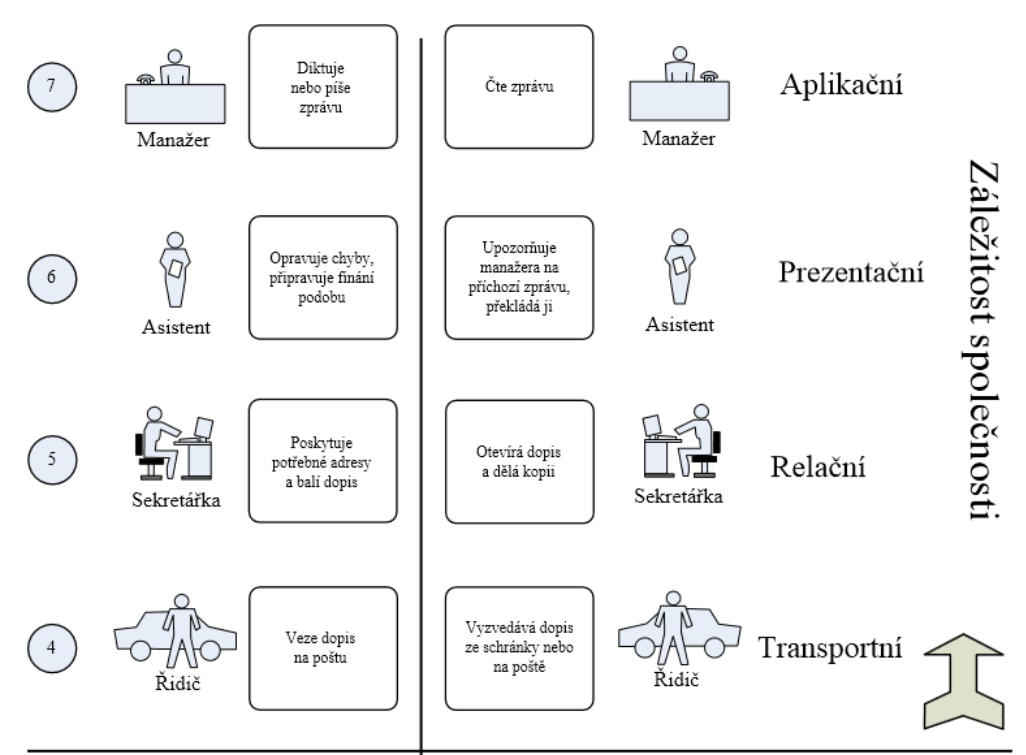 7
Manažer
Diktuje
nebo píše
zprávu
Čte zprávu
Manažer
Aplikační
6
Asistent
Opravuje chyby,
připravuje finání
podobu
Upozorňuje
manažera na
příchozí zprávu,
překládá ji
Asistent
Prezentační
5
Sekretářka
Poskytuje
potřebné adresy
a balí dopis
Otevírá dopis
a dělá kopii
Sekretářka
Relační
4
Řidič
Veze dopis
na poštu
Vyzvedává dopis
ze schránky nebo
na poště
Řidič
Transportní
Záležitost společnosti